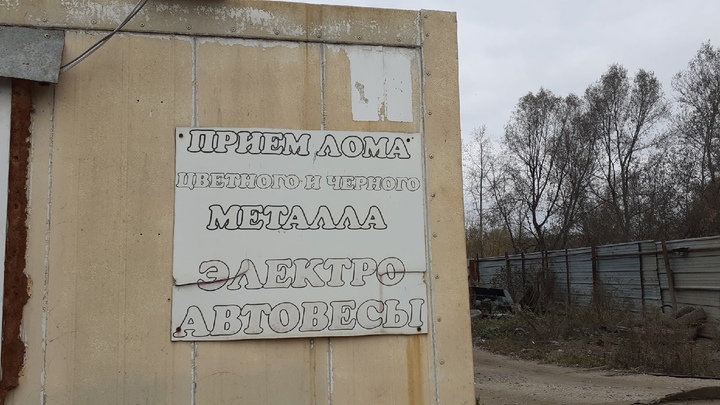 ПРИЕМ ЛОМА
ЦВЕТНОГО И ЧЕРНОГО
МЕТАЛЛА
ЭЛЕКТРО
АВТОВЕСЫ